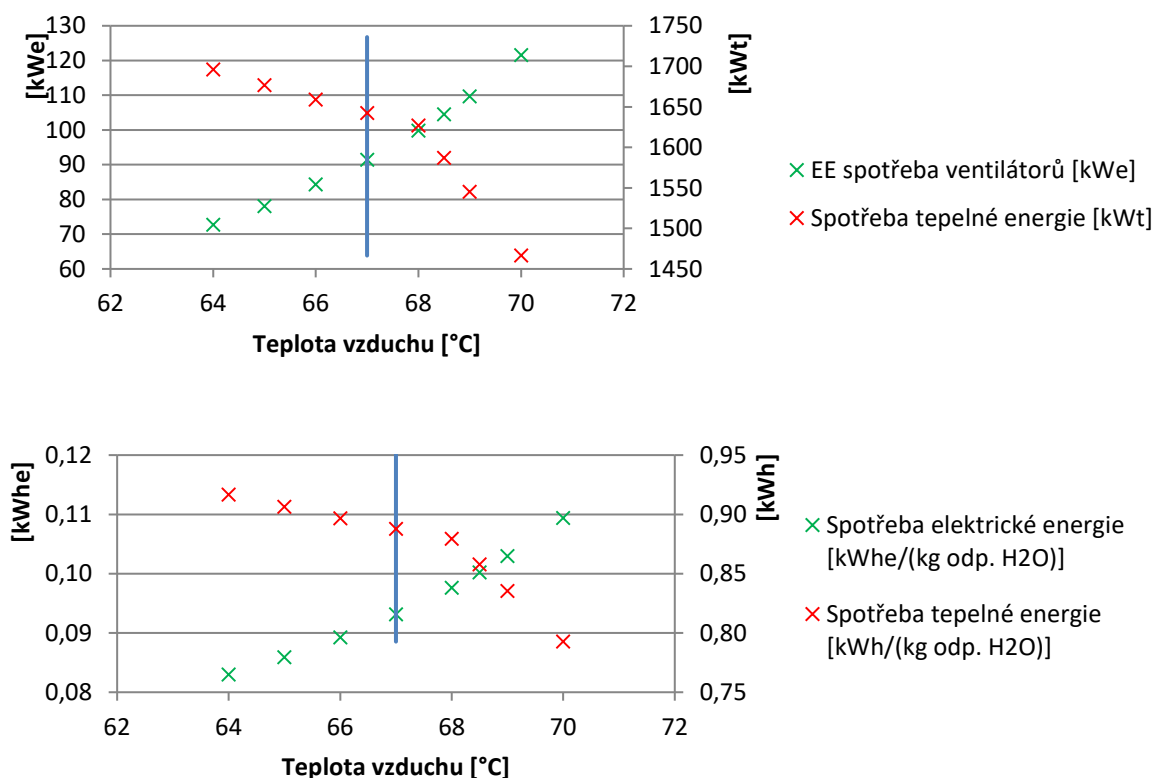 130
120
110
100
90
80
70
60
[kWe]
1750
1700
1650
1600
1550
1500
1450
[kWt]
62 64 66 68 70 72
Teplota vzduchu [°C]
EE spotřeba ventilátorů [kWe]
Spotřeba tepelné energie [kWt]
0,12
0,11
0,10
0,09
0,08
[kWhe]
0,95
0,90
0,85
0,80
0,75
[kWh]
62 64 66 68 70 72
Teplota vzduchu [°C]
Spotřeba elektrické energie
[kWhe/(kg odp. H2O)]
Spotřeba tepelné energie
[kWh/(kg odp. H2O)]